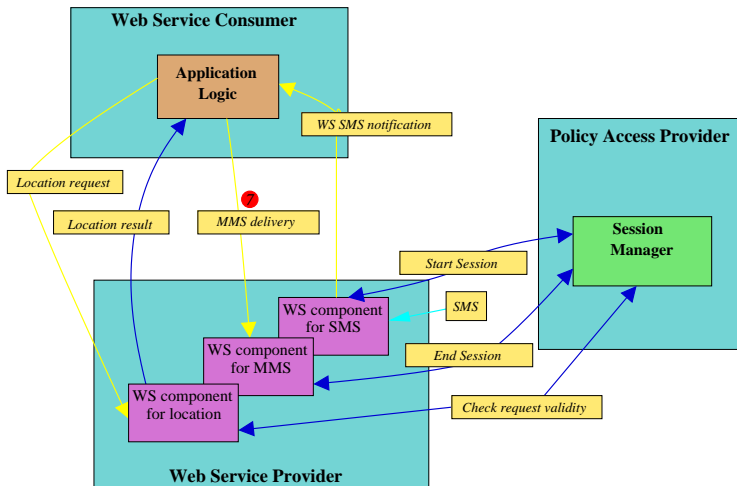 Web Service Consumer
Application
Logic
WS SMS notification
Policy Access Provider
Location request
7
Location result
MMS delivery
Session
Manager
Start Session
WS component
for SMS
SMS
WS component
for MMS
End Session
WS component
for location
Check request validity
Web Service Provider